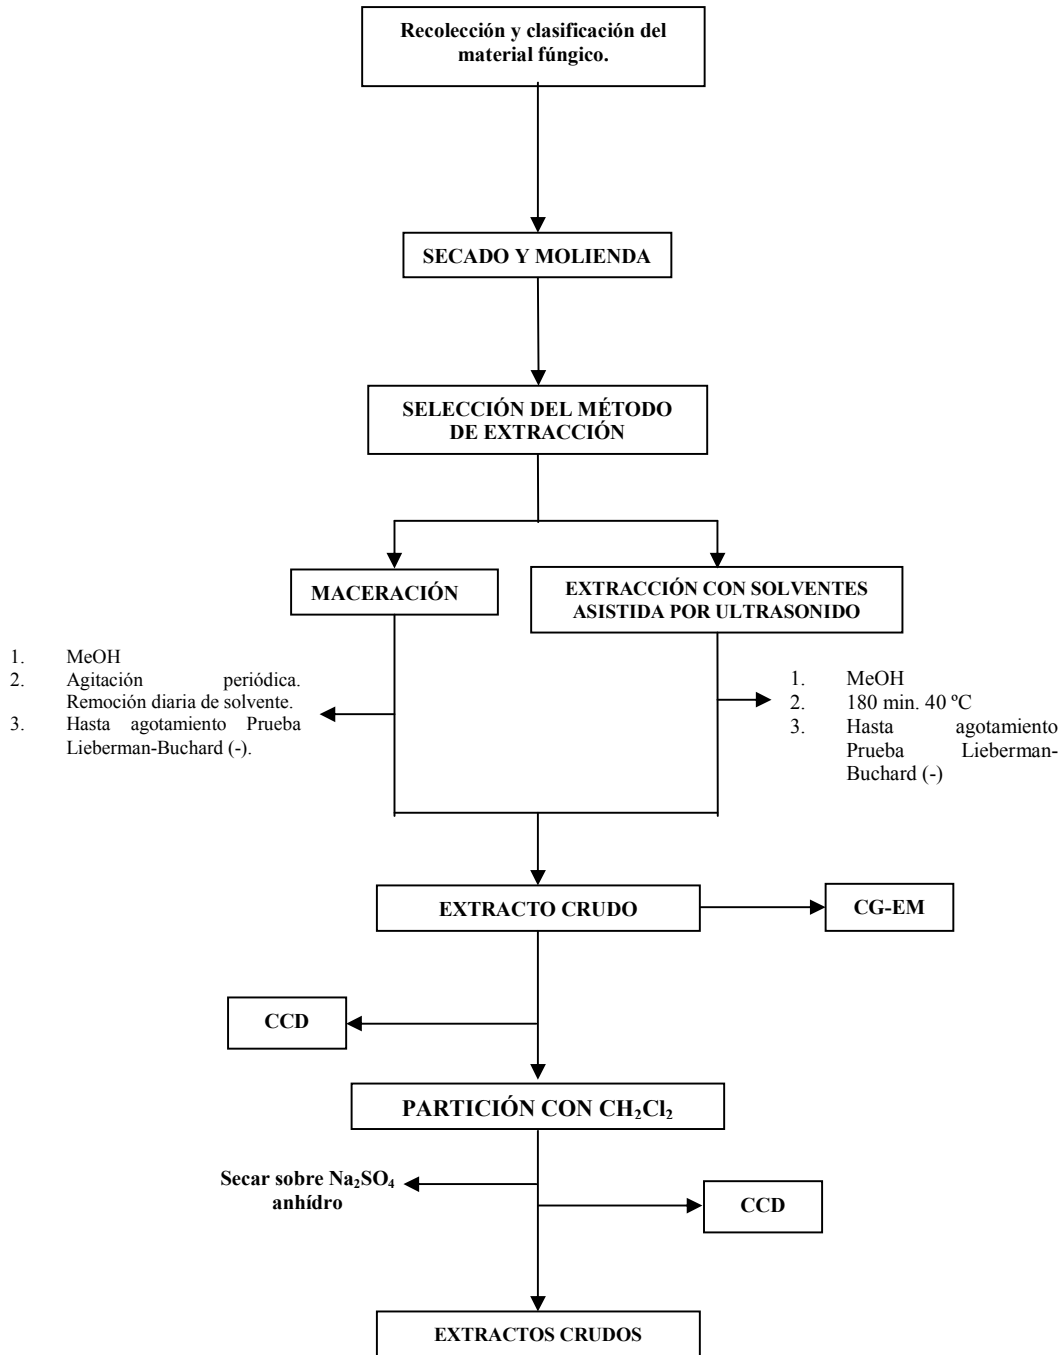 Recolección y clasificación del
material fúngico.
SECADO Y MOLIENDA
SELECCIÓN DEL MÉTODO
DE EXTRACCIÓN
MACERACIÓN
EXTRACCIÓN CON SOLVENTES
ASISTIDA POR ULTRASONIDO
1. MeOH
2. Agitación periódica.
Remoción diaria de solvente.
3. Hasta agotamiento Prueba
Lieberman-Buchard (-).
1. MeOH
2. 180 min. 40 ºC
3. Hasta agotamiento
Prueba Lieberman-
Buchard (-)
EXTRACTO CRUDO
CG-EM
CCD
PARTICIÓN CON CH₂Cl₂
Secar sobre Na₂SO₄
anhídro
CCD
EXTRACTOS CRUDOS